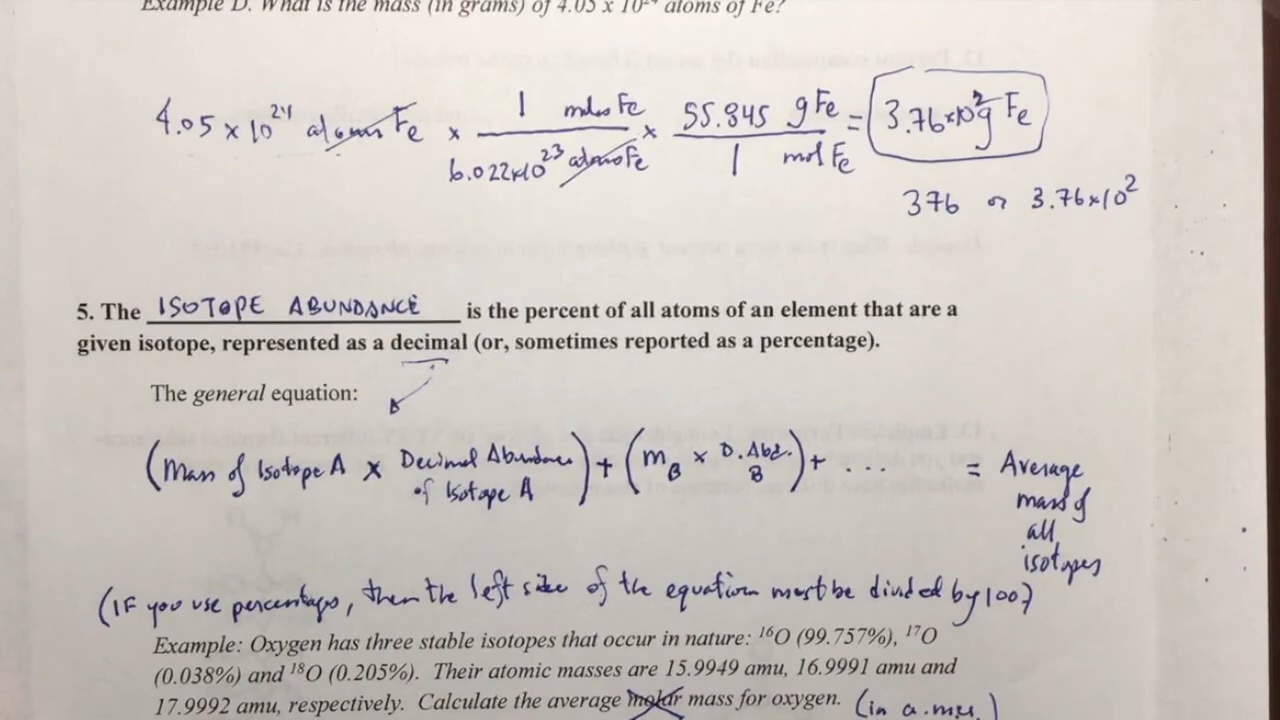 Example D. What is the mass (in grams) of 4.05 x 10²⁴ atoms of Fe?
4.05 × 10²⁴ atoms Fe × 1 moles Fe / 6.022×10²³ atoms Fe × 55.845 g Fe / 1 mol Fe = 3.76×10² g Fe
376 or 3.76×10²
5. The ISOTOPE ABUNDANCE is the percent of all atoms of an element that are a
given isotope, represented as a decimal (or, sometimes reported as a percentage).
The general equation:
(Mass of Isotope A × Decimal Abundance of Isotope A) + (m_B × D. Abd. B) + ... = Average mass of all isotopes
(IF you use percentages, then the left side of the equation must be divided by 100)
Example: Oxygen has three stable isotopes that occur in nature: ¹⁶O (99.757%), ¹⁷O
(0.038%) and ¹⁸O (0.205%). Their atomic masses are 15.9949 amu, 16.9991 amu and
17.9992 amu, respectively. Calculate the average molar mass for oxygen. (in a.m.u.)